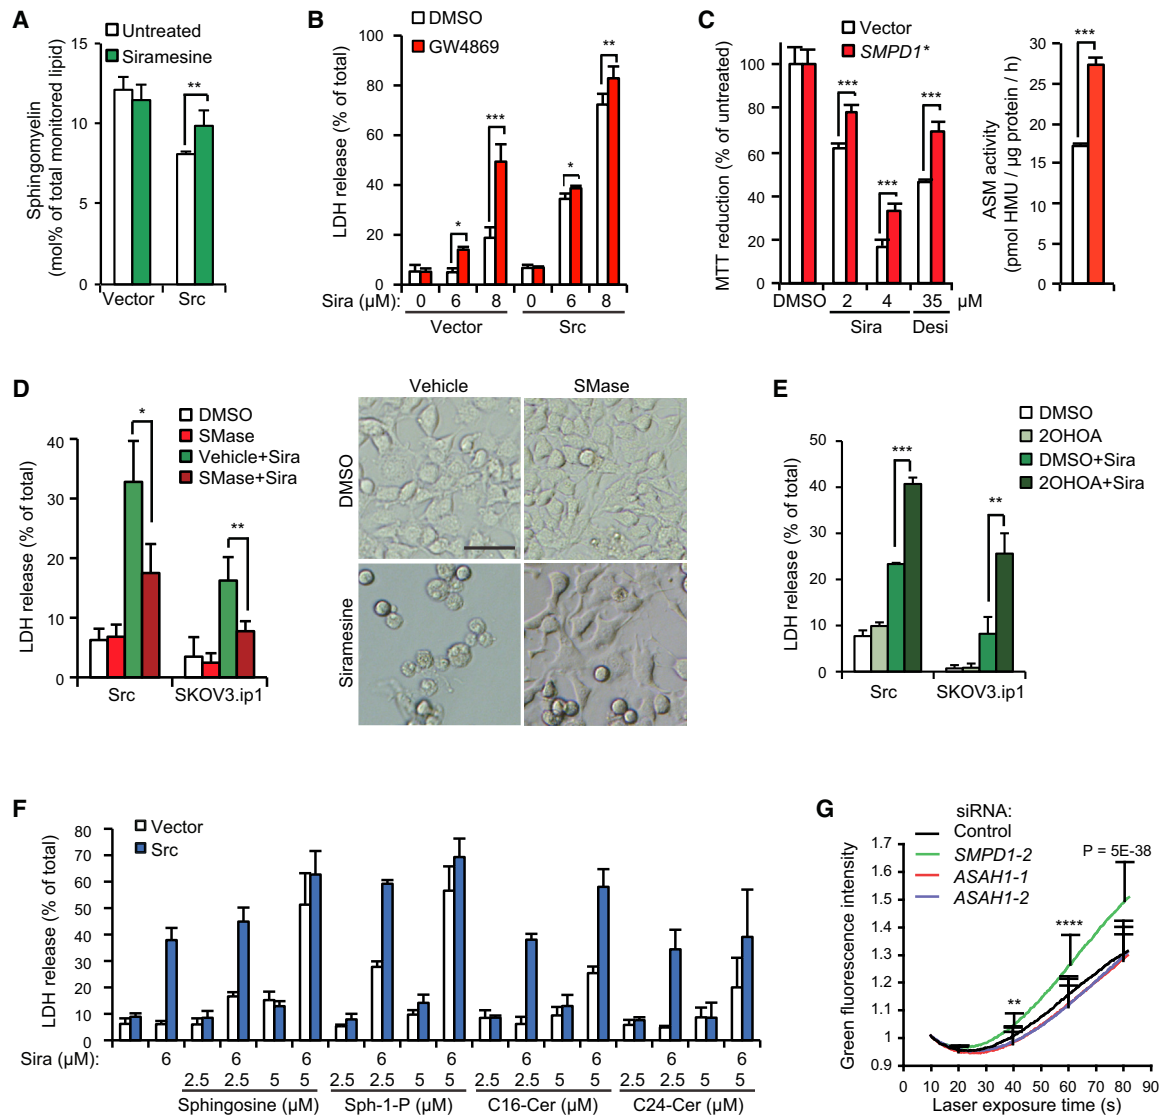 A
Untreated
Siramesine
Sphingomyelin
(mol% of total monitored lipid)
15
10
5
0
**
Vector
Src
B
DMSO
GW4869
LDH release (% of total)
100
80
60
40
20
0
*
***
*
**
Sira (µM):
0
6
8
0
6
8
Vector
Src
C
Vector
SMPD1*
MTT reduction (% of untreated)
100
80
60
40
20
0
***
***
***
DMSO
2
4
35
µM
Sira
Desi
ASM activity
(pmol HMU / µg protein / h)
30
25
20
15
10
5
0
***
D
DMSO
SMase
Vehicle+Sira
SMase+Sira
LDH release (% of total)
40
30
20
10
0
*
**
Src
SKOV3.ip1
Vehicle
SMase
DMSO
Siramesine
E
DMSO
2OHOA
DMSO+Sira
2OHOA+Sira
LDH release (% of total)
50
40
30
20
10
0
***
**
Src
SKOV3.ip1
F
Vector
Src
LDH release (% of total)
80
70
60
50
40
30
20
10
0
Sira (µM):
6
6
6
6
6
6
6
6
6
2.5
2.5
5
5
2.5
2.5
5
5
2.5
2.5
5
5
2.5
2.5
5
5
Sphingosine (µM)
Sph-1-P (µM)
C16-Cer (µM)
C24-Cer (µM)
G
siRNA:
Control
SMPD1-2
ASAH1-1
ASAH1-2
Green fluorescence intensity
1.7
1.6
1.5
1.4
1.3
1.2
1.1
1
0.9
P = 5E-38
****
**
0
10
20
30
40
50
60
70
80
90
Laser exposure time (s)